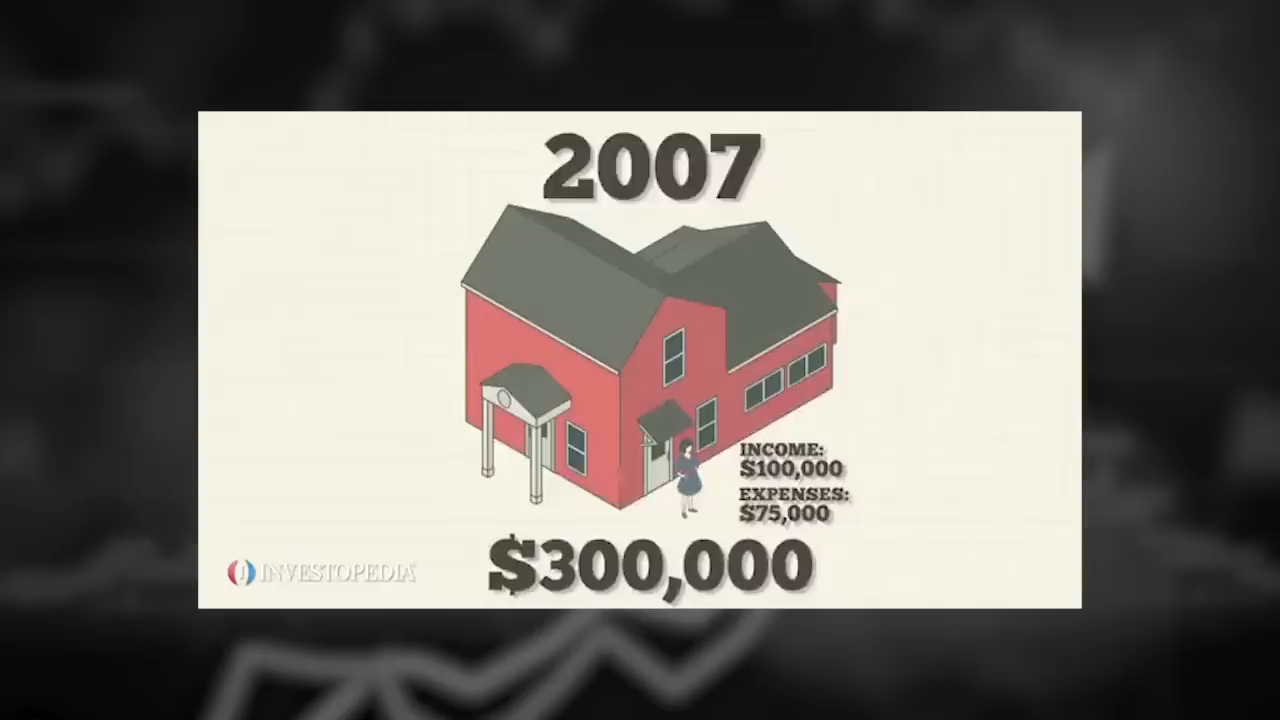 2007
INCOME:
$100,000
EXPENSES:
$75,000
$300,000
INVESTOPEDIA